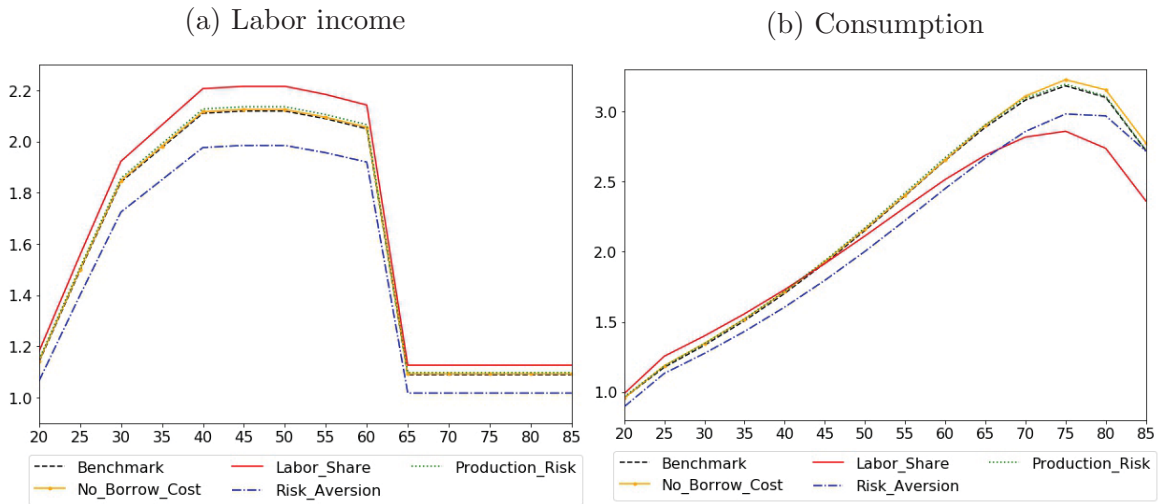 (a) Labor income
2.2
2.0
1.8
1.6
1.4
1.2
1.0
20 25 30 35 40 45 50 55 60 65 70 75 80 85
Benchmark Labor_Share Production_Risk
No_Borrow_Cost Risk_Aversion
(b) Consumption
3.0
2.5
2.0
1.5
1.0
20 25 30 35 40 45 50 55 60 65 70 75 80 85
Benchmark Labor_Share Production_Risk
No_Borrow_Cost Risk_Aversion